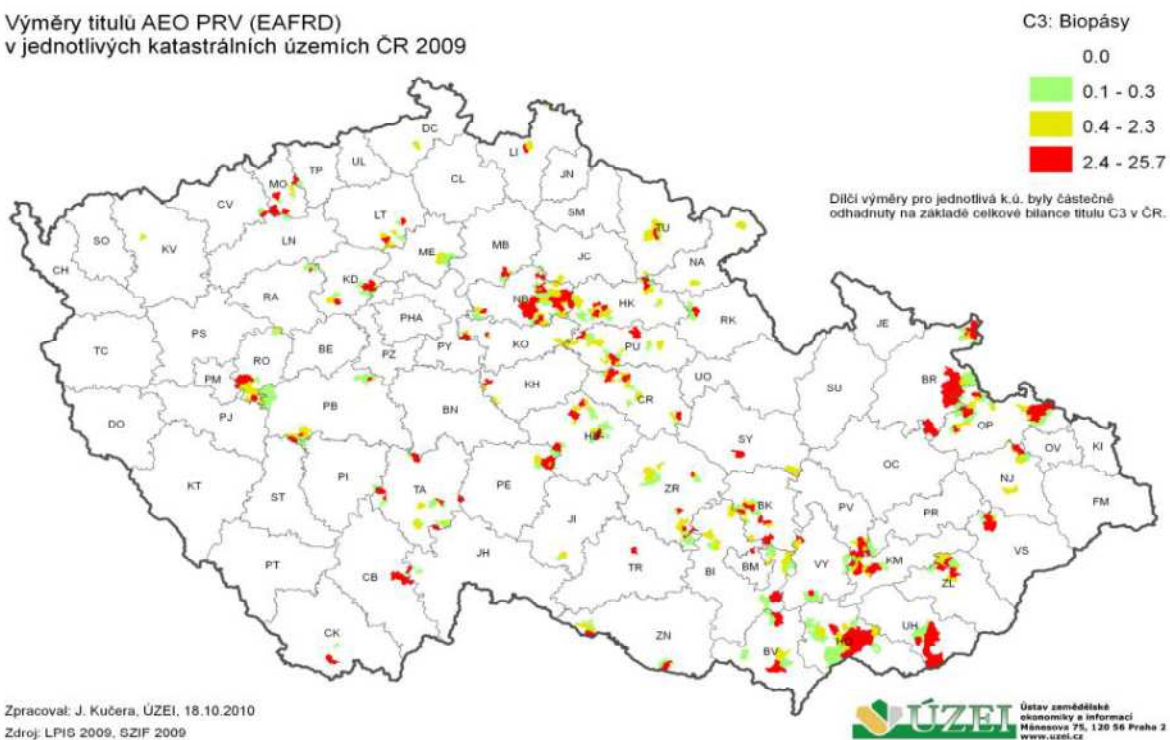 Výměry titulů AEO PRV (EAFRD)
v jednotlivých katastrálních územích ČR 2009
C3: Biopásy
0.0
0.1 - 0.3
0.4 - 2.3
2.4 - 25.7
Dílčí výměry pro jednotlivá k.ú. byly částečně
odhadnuty na základě celkové bilance titulu C3 v ČR.
DC
LI
UL
TP
MO
CL
JN
CV
SM
LT
TU
SO
KV
LN
ME
MB
JC
NA
CH
KD
RA
NB
HK
PHA
RK
JE
PS
TC
RO
BE
PZ
PY
KO
PU
PM
BR
KH
UO
SU
CR
DO
PJ
PB
BN
OP
HB
SY
OV
KI
OC
KT
ST
PI
TA
PE
ZR
NJ
FM
BK
PV
PR
JI
VS
JH
PT
CB
TR
BI
BM
VY
KM
ZL
CK
ZN
UH
HO
BV
Zpracoval: J. Kučera, ÚZEI, 18.10.2010
Zdroj: LPIS 2009, SZIF 2009
ÚZEI
Ústav zemědělské
ekonomiky a informací
Mánesova 75, 120 56 Praha 2
www.uzei.cz